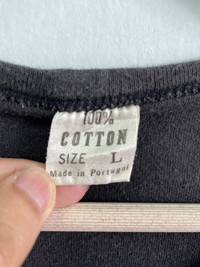 100%
COTTON
SIZE L
Made in Portugal